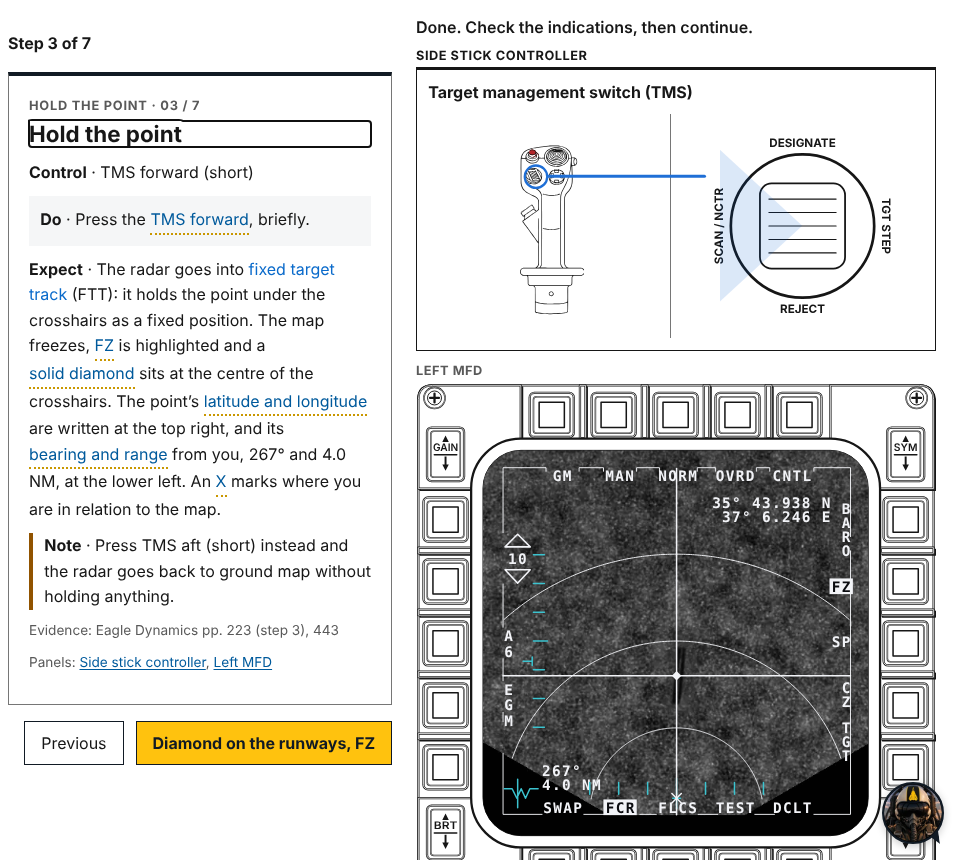 Step 3 of 7
HOLD THE POINT · 03 / 7
Hold the point
Control · TMS forward (short)
Do · Press the TMS forward, briefly.
Expect · The radar goes into fixed target
track (FTT): it holds the point under the
crosshairs as a fixed position. The map
freezes, FZ is highlighted and a
solid diamond sits at the centre of the
crosshairs. The point’s latitude and longitude
are written at the top right, and its
bearing and range from you, 267° and 4.0
NM, at the lower left. An X marks where you
are in relation to the map.
Note · Press TMS aft (short) instead and
the radar goes back to ground map without
holding anything.
Evidence: Eagle Dynamics pp. 223 (step 3), 443
Panels: Side stick controller, Left MFD
Previous
Diamond on the runways, FZ
Done. Check the indications, then continue.
SIDE STICK CONTROLLER
Target management switch (TMS)
DESIGNATE
SCAN / NCTR
TGT STEP
REJECT
LEFT MFD
GAIN
SYM
GM MAN NORM OVRD CNTL
35° 43.938 N
37° 6.246 E
BARO
10
FZ
A6
SP
EGM
CZ
TGT
267°
4.0 NM
SWAP FCR FLCS TEST DCLT
BRT